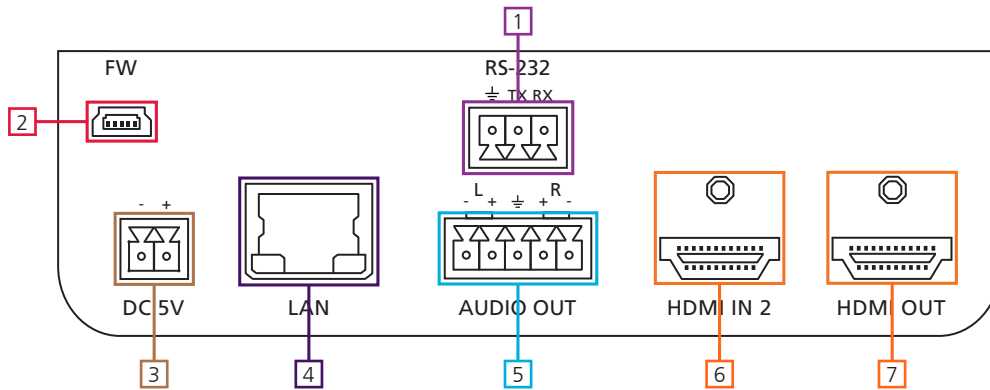 1
FW
RS-232
⏚ TX RX
2
L R
- + ⏚ + -
- +
DC 5V
LAN
AUDIO OUT
HDMI IN 2
HDMI OUT
3
4
5
6
7